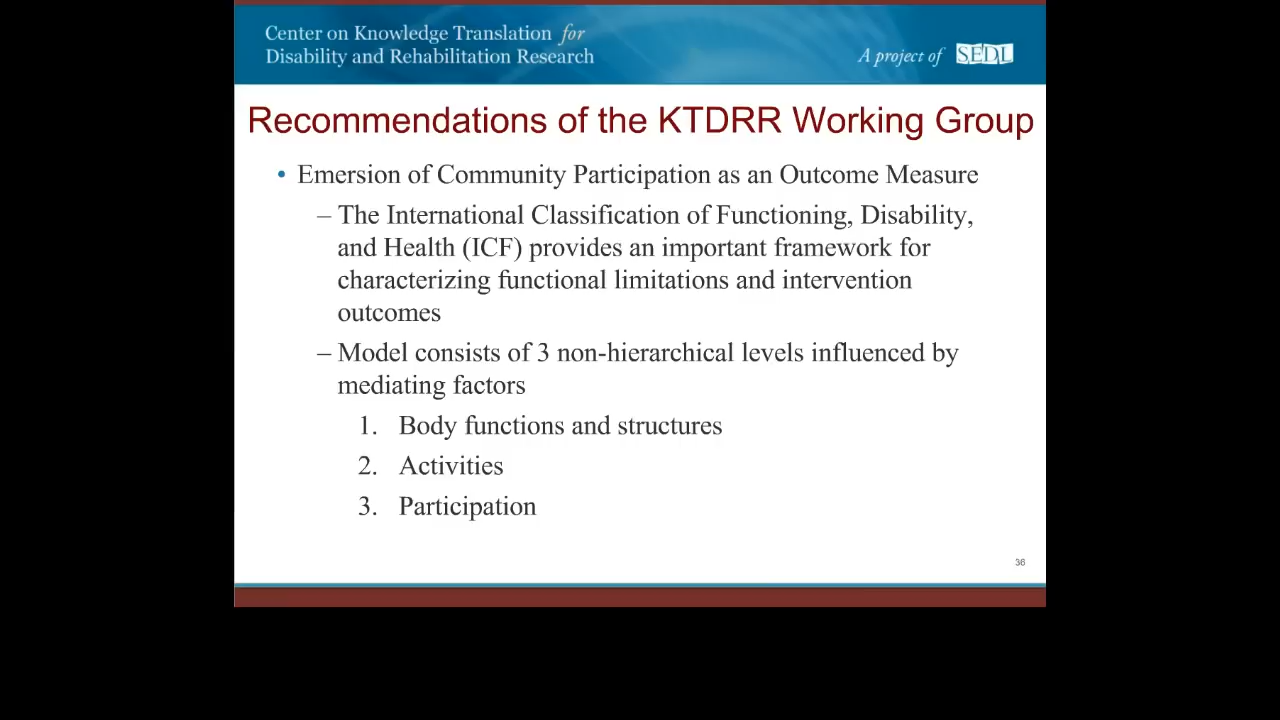 Center on Knowledge Translation for
Disability and Rehabilitation Research
A project of SEDL
Recommendations of the KTDRR Working Group
• Emersion of Community Participation as an Outcome Measure
– The International Classification of Functioning, Disability,
and Health (ICF) provides an important framework for
characterizing functional limitations and intervention
outcomes
– Model consists of 3 non-hierarchical levels influenced by
mediating factors
1. Body functions and structures
2. Activities
3. Participation
36